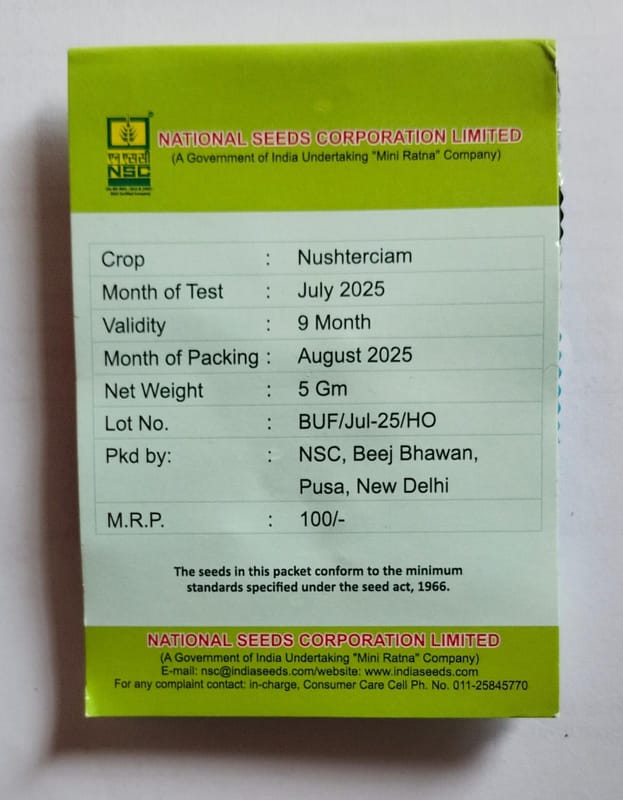 NATIONAL SEEDS CORPORATION LIMITED
(A Government of India Undertaking "Mini Ratna" Company)
एन एस सी
NSC
Crop : Nushterciam
Month of Test : July 2025
Validity : 9 Month
Month of Packing : August 2025
Net Weight : 5 Gm
Lot No. : BUF/Jul-25/HO
Pkd by: : NSC, Beej Bhawan,
Pusa, New Delhi
M.R.P. : 100/-
The seeds in this packet conform to the minimum
standards specified under the seed act, 1966.
NATIONAL SEEDS CORPORATION LIMITED
(A Government of India Undertaking "Mini Ratna" Company)
E-mail: nsc@indiaseeds.com/website: www.indiaseeds.com
For any complaint contact: in-charge, Consumer Care Cell Ph. No. 011-25845770